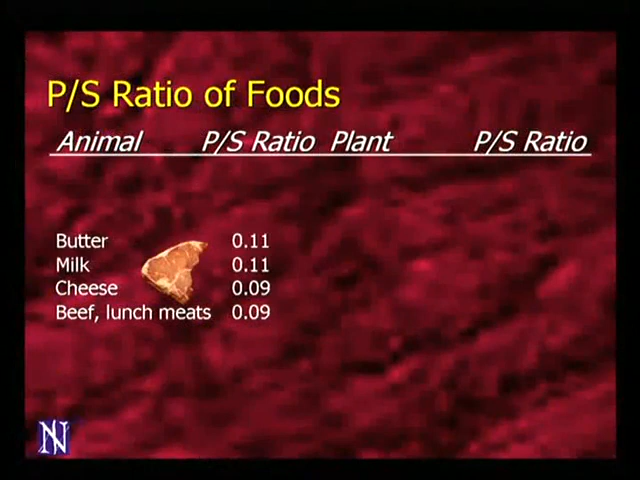 P/S Ratio of Foods
Animal P/S Ratio Plant P/S Ratio
Butter 0.11
Milk 0.11
Cheese 0.09
Beef, lunch meats 0.09
N